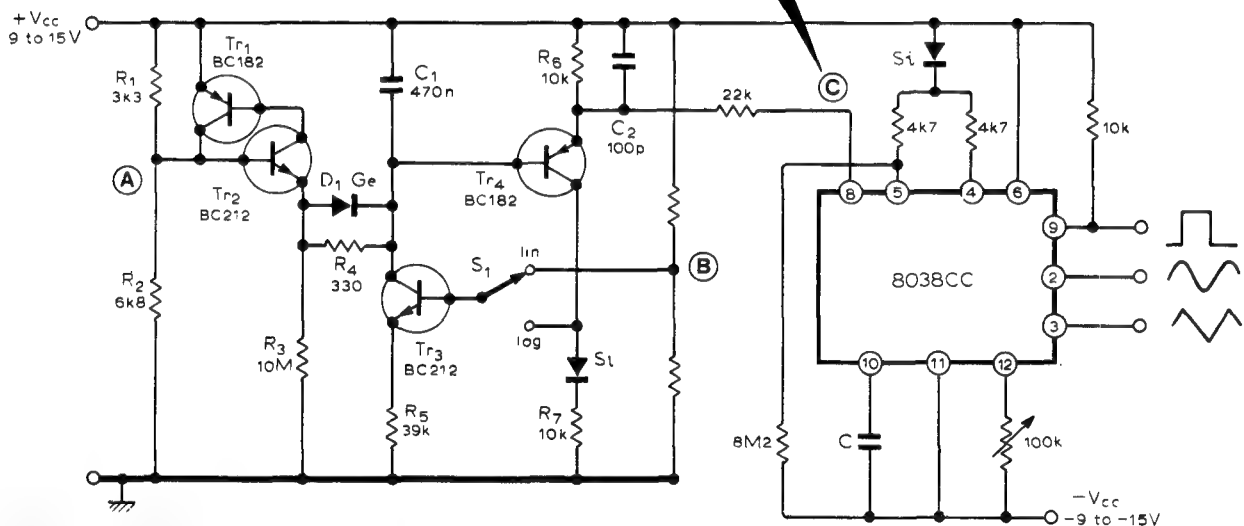 +Vcc
9 to 15V
R1
3k3
Tr1
BC182
A
Tr2
BC212
R2
6k8
R3
10M
D1 Ge
R4
330
C1
470n
Tr3
BC212
R5
39k
S1
lin
log
R6
10k
C2
100p
Tr4
BC182
Si
R7
10k
B
22k
C
Si
4k7
4k7
10k
8M2
8
5
4
6
9
2
3
8038CC
10
11
12
C
100k
−Vcc
−9 to −15V